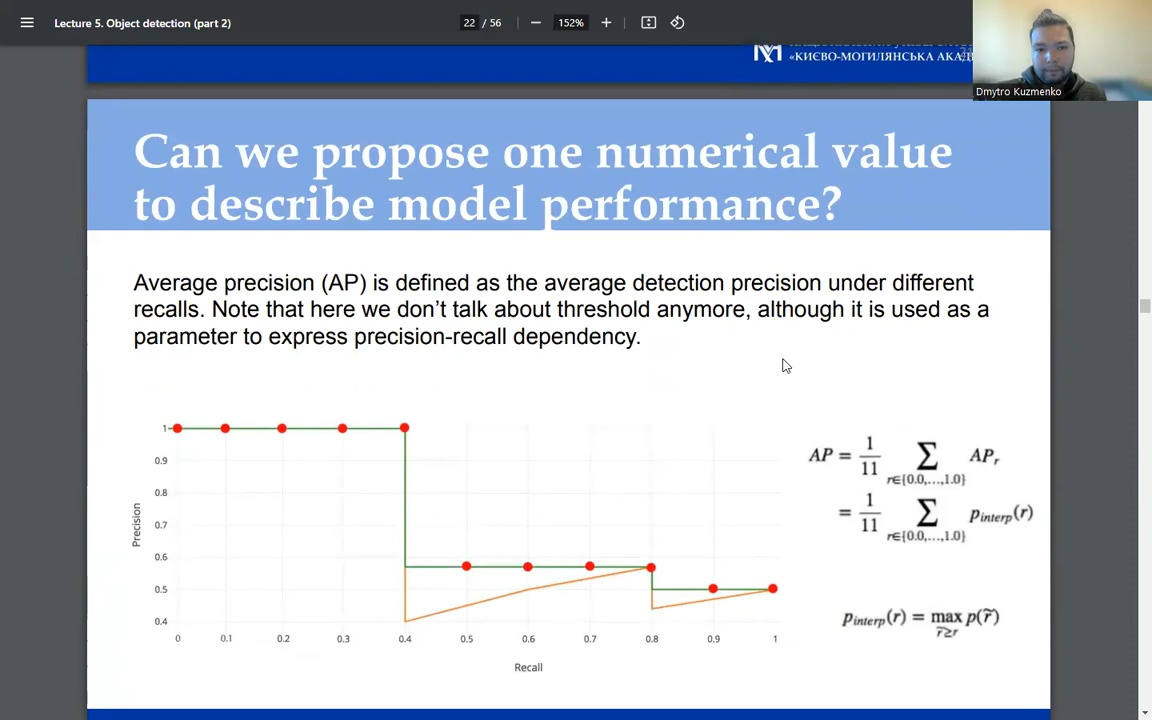 Lecture 5. Object detection (part 2)
22 / 56
152%
«КИЄВО-МОГИЛЯНСЬКА
Dmytro Kuzmenko
Can we propose one numerical value
to describe model performance?
Average precision (AP) is defined as the average detection precision under different
recalls. Note that here we don’t talk about threshold anymore, although it is used as a
parameter to express precision-recall dependency.
1
0.9
0.8
0.7
0.6
0.5
0.4
Precision
0 0.1 0.2 0.3 0.4 0.5 0.6 0.7 0.8 0.9 1
Recall
AP = 1/11 ∑ r∈{0.0,...,1.0} AP_r
= 1/11 ∑ r∈{0.0,...,1.0} p_interp(r)
p_interp(r) = max r̃≥r p(r̃)